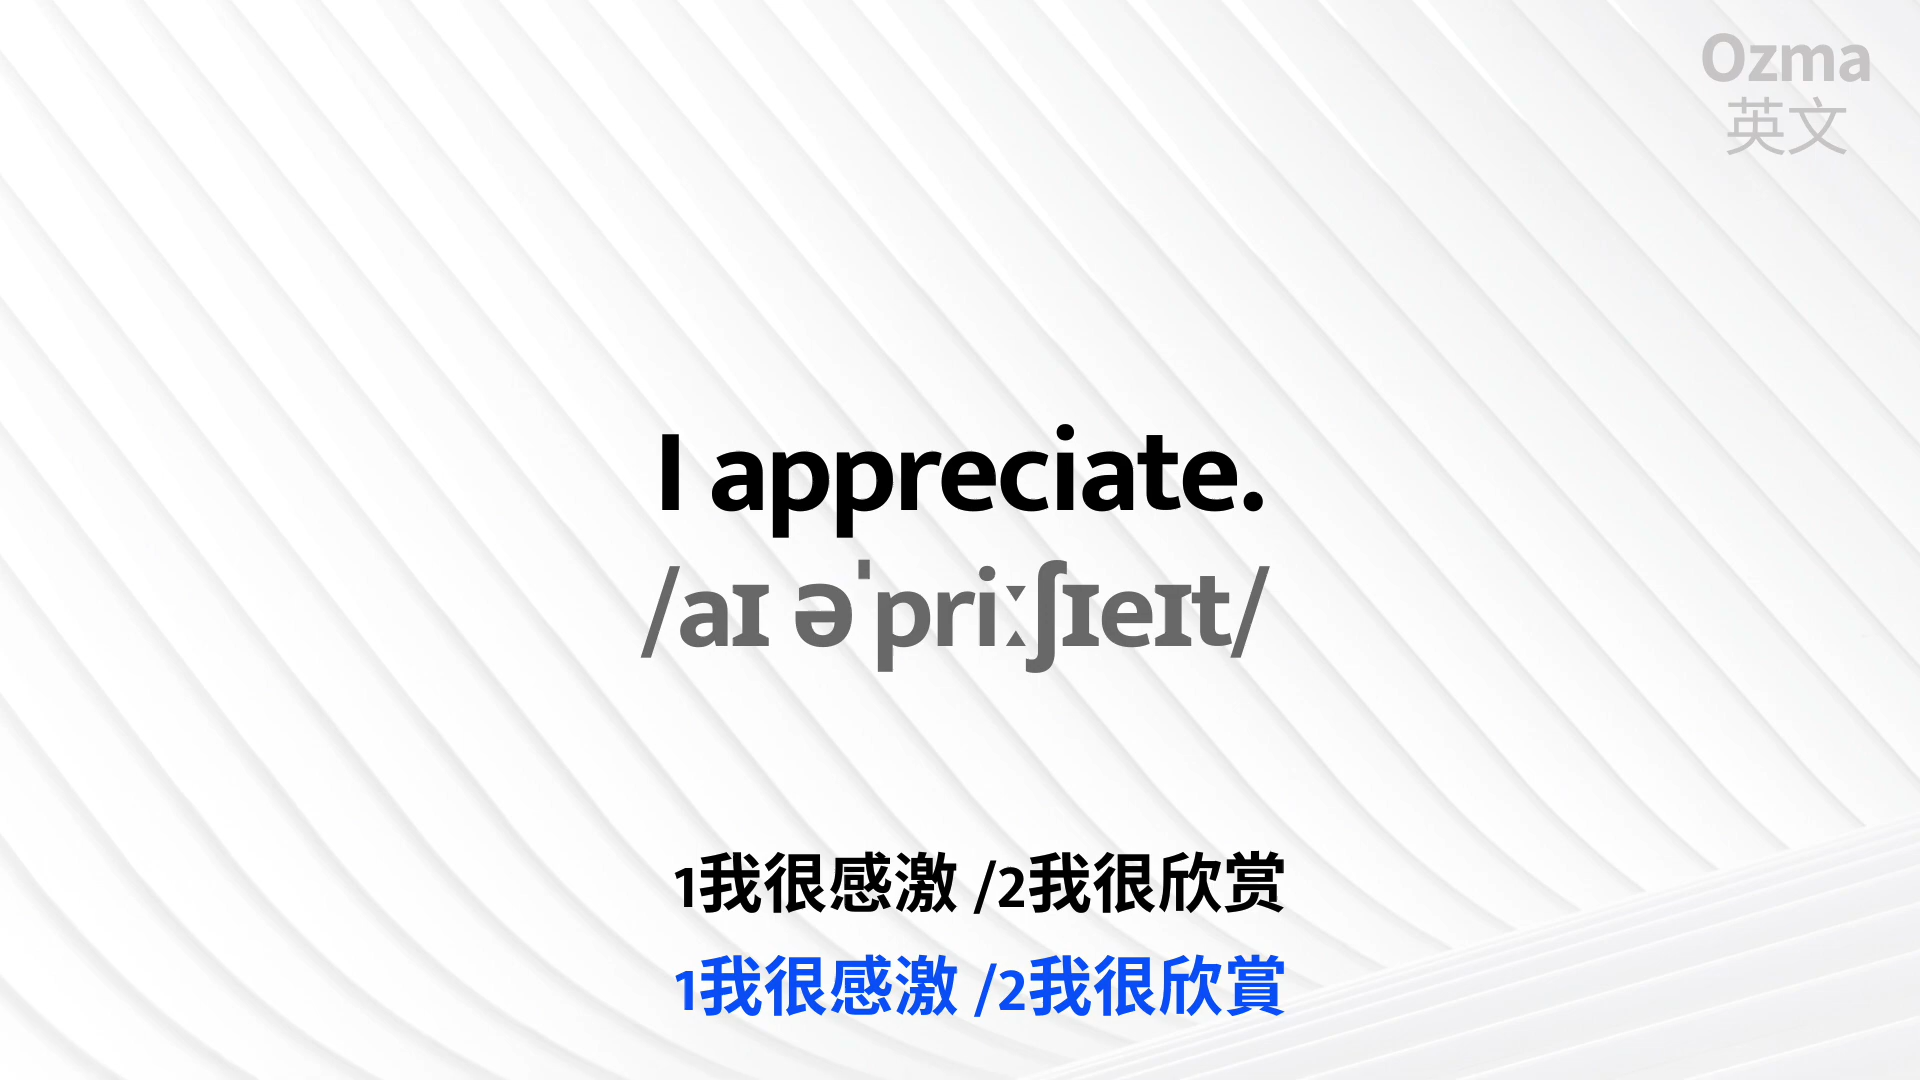 Ozma
英文
I appreciate.
/aɪ əˈpriːʃɪeɪt/
1我很感激 /2我很欣赏
1我很感激 /2我很欣賞